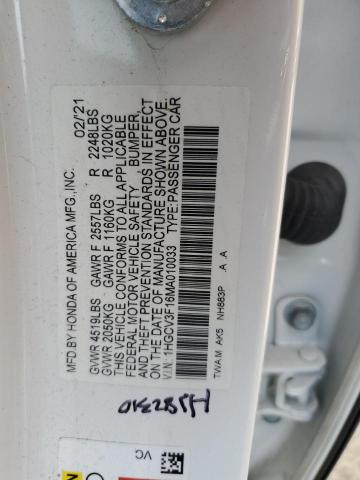 MFD. BY HONDA OF AMERICA MFG., INC. 02/'21
GVWR 4519LBS GAWR F 2557LBS R 2248LBS
GVWR 2050KG GAWR F 1160KG R 1020KG
THIS VEHICLE CONFORMS TO ALL APPLICABLE
FEDERAL MOTOR VEHICLE SAFETY BUMPER,
AND THEFT PREVENTION STANDARDS IN EFFECT
ON THE DATE OF MANUFACTURE SHOWN ABOVE.
V.I.N.: 1HGCV3F16MA010033 TYPE: PASSENGER CAR
TWA M AK5 NH883P .A .A
VC